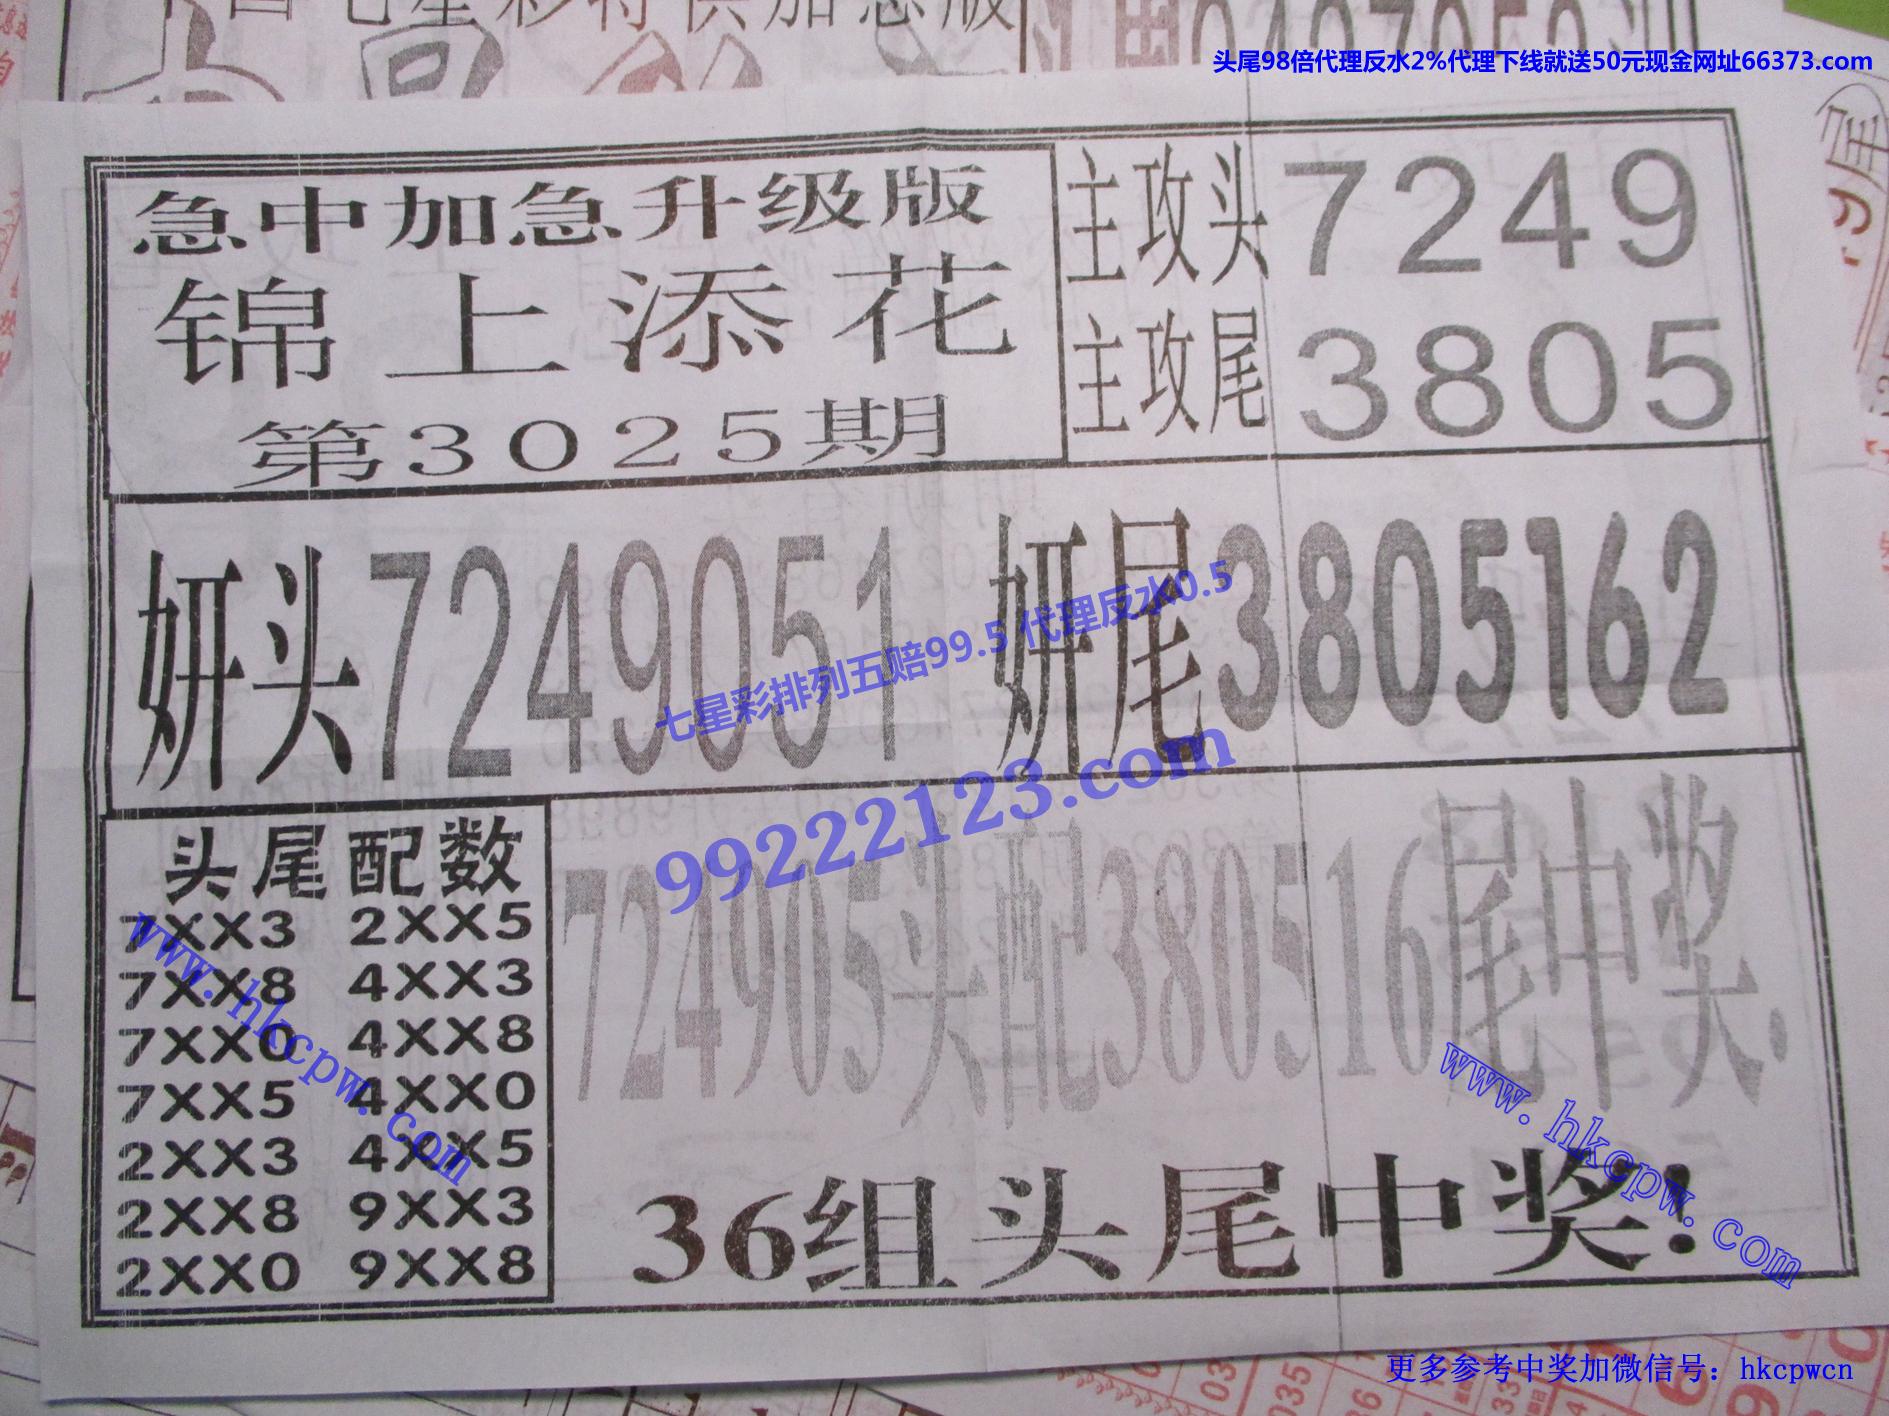 七星彩特供加急版
头尾98倍代理反水2%代理下线就送50元现金网址66373.com
急中加急升级版
锦上添花
第3025期
主攻头7249
主攻尾3805
妍头7249051 妍尾3805162
七星彩排列五赔99.5 代理反水0.5
99222123.com
头尾配数
7XX3 2XX5
7XX8 4XX3
7XX0 4XX8
7XX5 4XX0
2XX3 4XX5
2XX8 9XX3
2XX0 9XX8
www.hkcpw.com
724905头配380516尾中奖.
www.hkcpw.com
36组头尾中奖!
更多参考中奖加微信号：hkcpwcn